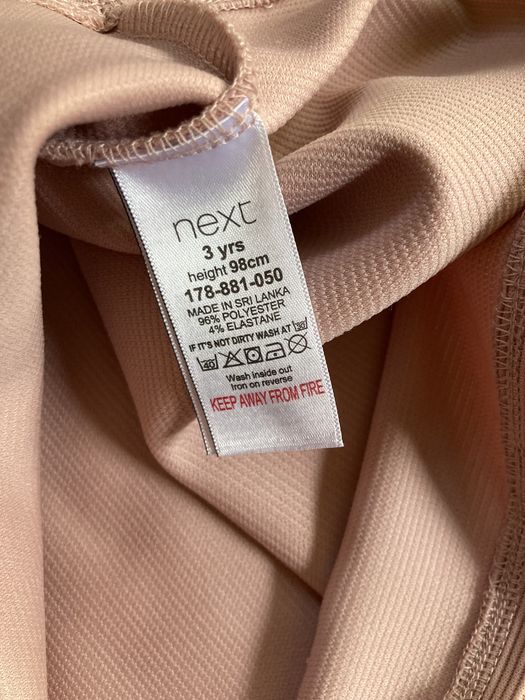 next
3 yrs
height 98cm
178-881-050
MADE IN SRI LANKA
96% POLYESTER
4% ELASTANE
IF IT'S NOT DIRTY WASH AT 30
40
Wash inside out
Iron on reverse
KEEP AWAY FROM FIRE